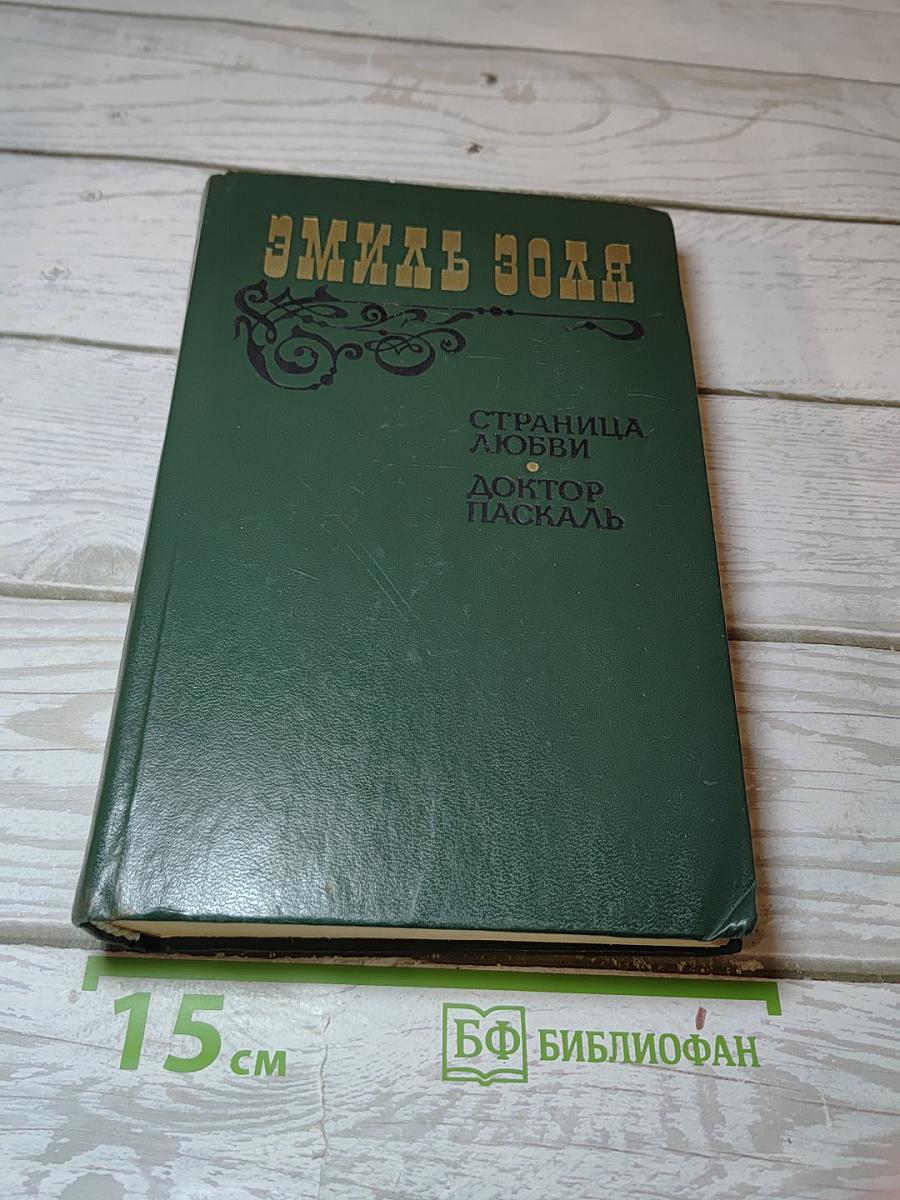 ЭМИЛЬ ЗОЛЯ
СТРАНИЦА
ЛЮБВИ
ДОКТОР
ПАСКАЛЬ
15 см
БФ БИБЛИОФАН